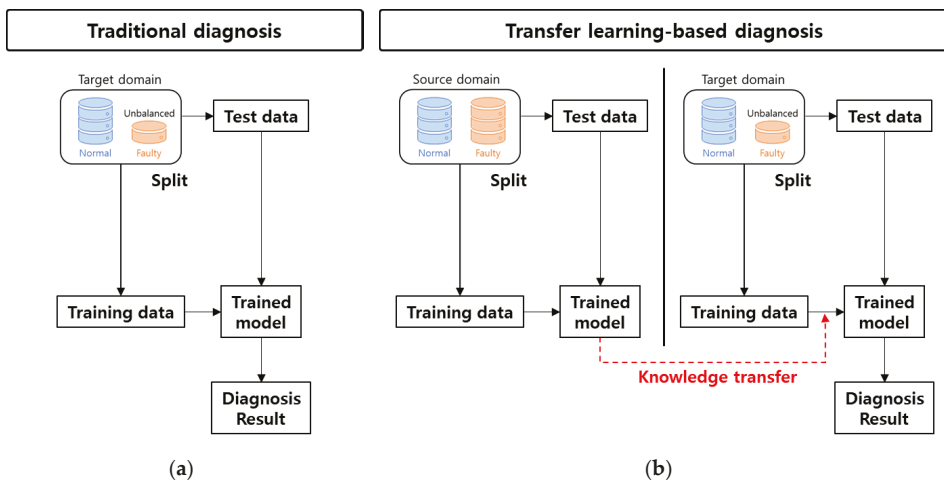 Traditional diagnosis
Target domain
Unbalanced
Normal
Faulty
Test data
Split
Training data
Trained
model
Diagnosis
Result
(a)
Transfer learning-based diagnosis
Source domain
Normal
Faulty
Test data
Split
Training data
Trained
model
Target domain
Unbalanced
Normal
Faulty
Test data
Split
Training data
Trained
model
Knowledge transfer
Diagnosis
Result
(b)